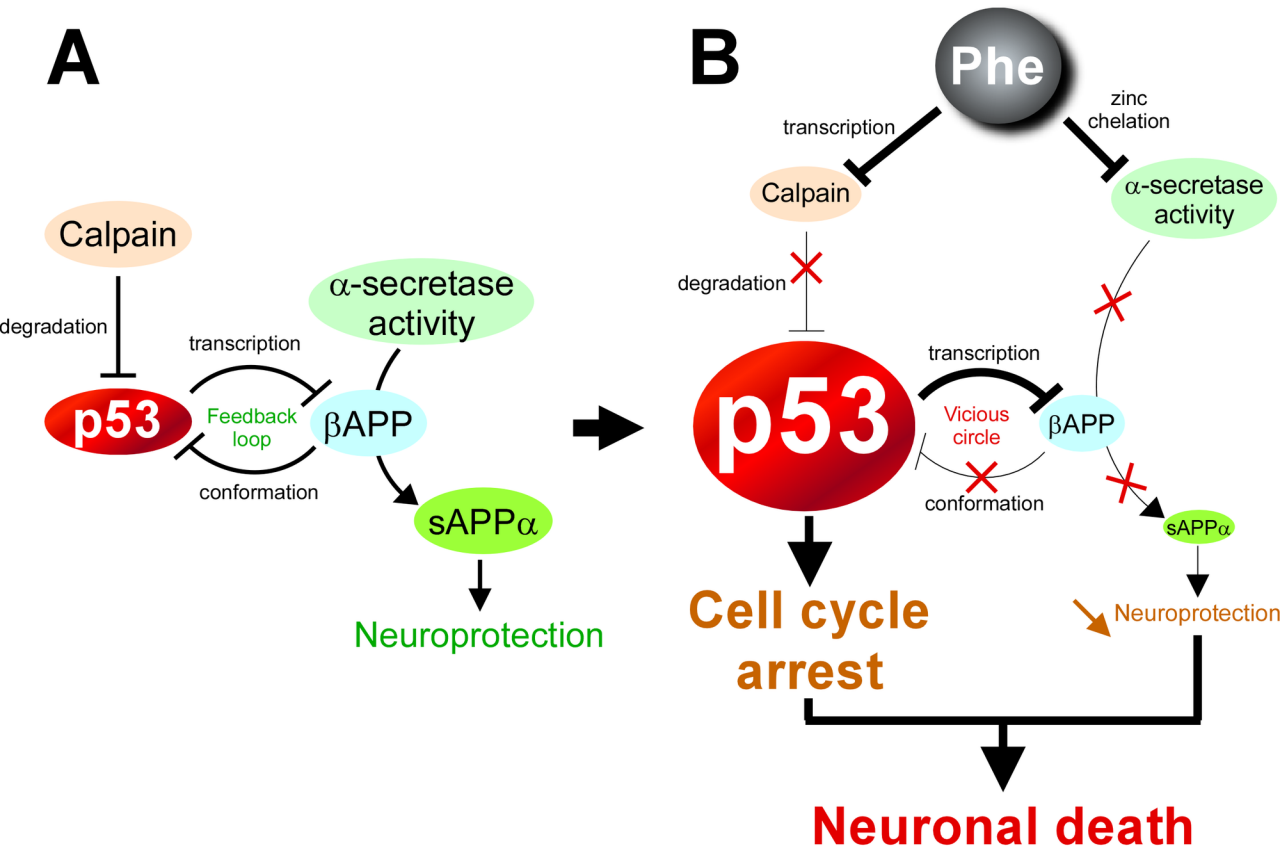 A
Calpain
degradation
p53
transcription
Feedback
loop
conformation
α-secretase
activity
βAPP
sAPPα
Neuroprotection
B
Phe
transcription
zinc
chelation
Calpain
α-secretase
activity
degradation
p53
transcription
Vicious
circle
conformation
βAPP
sAPPα
Neuroprotection
Cell cycle
arrest
Neuronal death